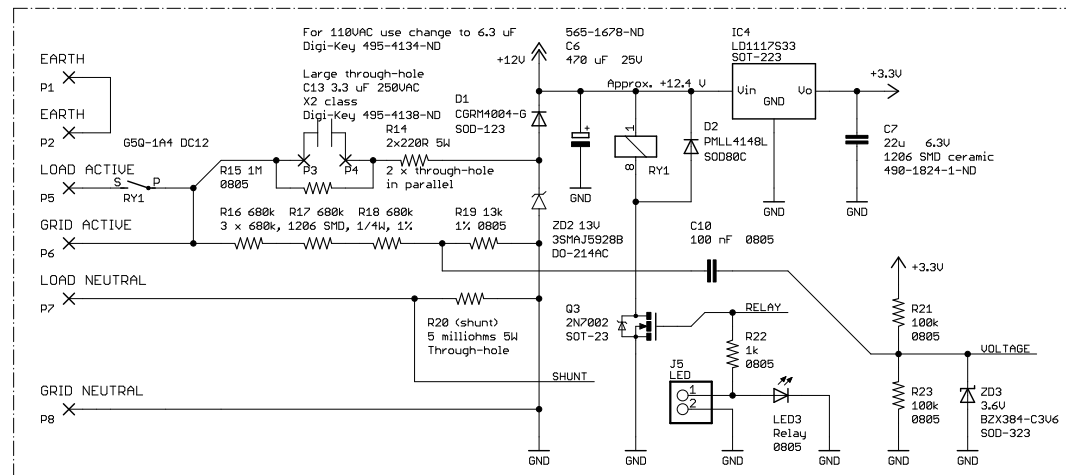 For 110VAC use change to 6.3 uF
Digi-Key 495-4134-ND
565-1678-ND
C6
470 uF 25V
+12V
IC4
LD1117S33
SOT-223
Vin
Vo
GND
+3.3V
Approx. +12.4 V
EARTH
P1
EARTH
P2
Large through-hole
C13 3.3 uF 250VAC
X2 class
Digi-Key 495-4138-ND
D1
CGRM4004-G
SOD-123
R14
2x220R 5W
2 x through-hole
in parallel
P3
P4
R15 1M
0805
G5Q-1A4 DC12
LOAD ACTIVE
P5
S
P
RY1
1
8
RY1
D2
PMLL4148L
SOD80C
C7
22u 6.3V
1206 SMD ceramic
490-1824-1-ND
GND
GND
GND
GRID ACTIVE
P6
R16 680k
R17 680k
R18 680k
3 x 680k, 1206 SMD, 1/4W, 1%
R19 13k
1% 0805
ZD2 13V
3SMAJ5928B
DO-214AC
C10
100 nF 0805
LOAD NEUTRAL
P7
R20 (shunt)
5 milliohms 5W
Through-hole
SHUNT
Q3
2N7002
SOT-23
RELAY
R22
1k
0805
J5
LED
1
2
LED3
Relay
0805
+3.3V
R21
100k
0805
VOLTAGE
R23
100k
0805
ZD3
3.6V
BZX384-C3V6
SOD-323
GRID NEUTRAL
P8
GND
GND
GND
GND
GND
GND